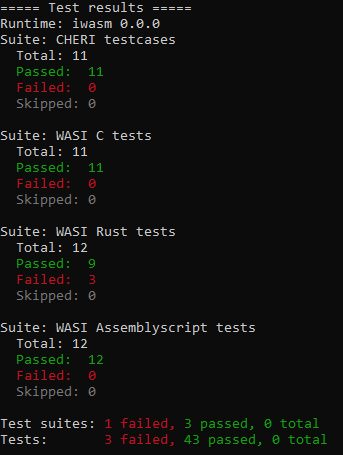 ===== Test results =====
Runtime: iwasm 0.0.0
Suite: CHERI testcases
Total: 11
Passed: 11
Failed: 0
Skipped: 0
Suite: WASI C tests
Total: 11
Passed: 11
Failed: 0
Skipped: 0
Suite: WASI Rust tests
Total: 12
Passed: 9
Failed: 3
Skipped: 0
Suite: WASI Assemblyscript tests
Total: 12
Passed: 12
Failed: 0
Skipped: 0
Test suites: 1 failed, 3 passed, 0 total
Tests: 3 failed, 43 passed, 0 total